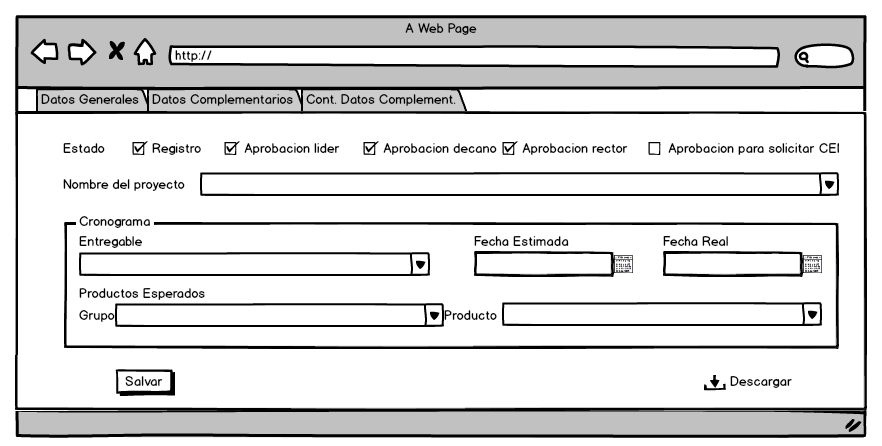 A Web Page
http://
Datos Generales Datos Complementarios Cont. Datos Complement.
Estado Registro Aprobacion lider Aprobacion decano Aprobacion rector Aprobacion para solicitar CEI
Nombre del proyecto
Cronograma
Entregable Fecha Estimada Fecha Real
Productos Esperados
Grupo Producto
Salvar Descargar